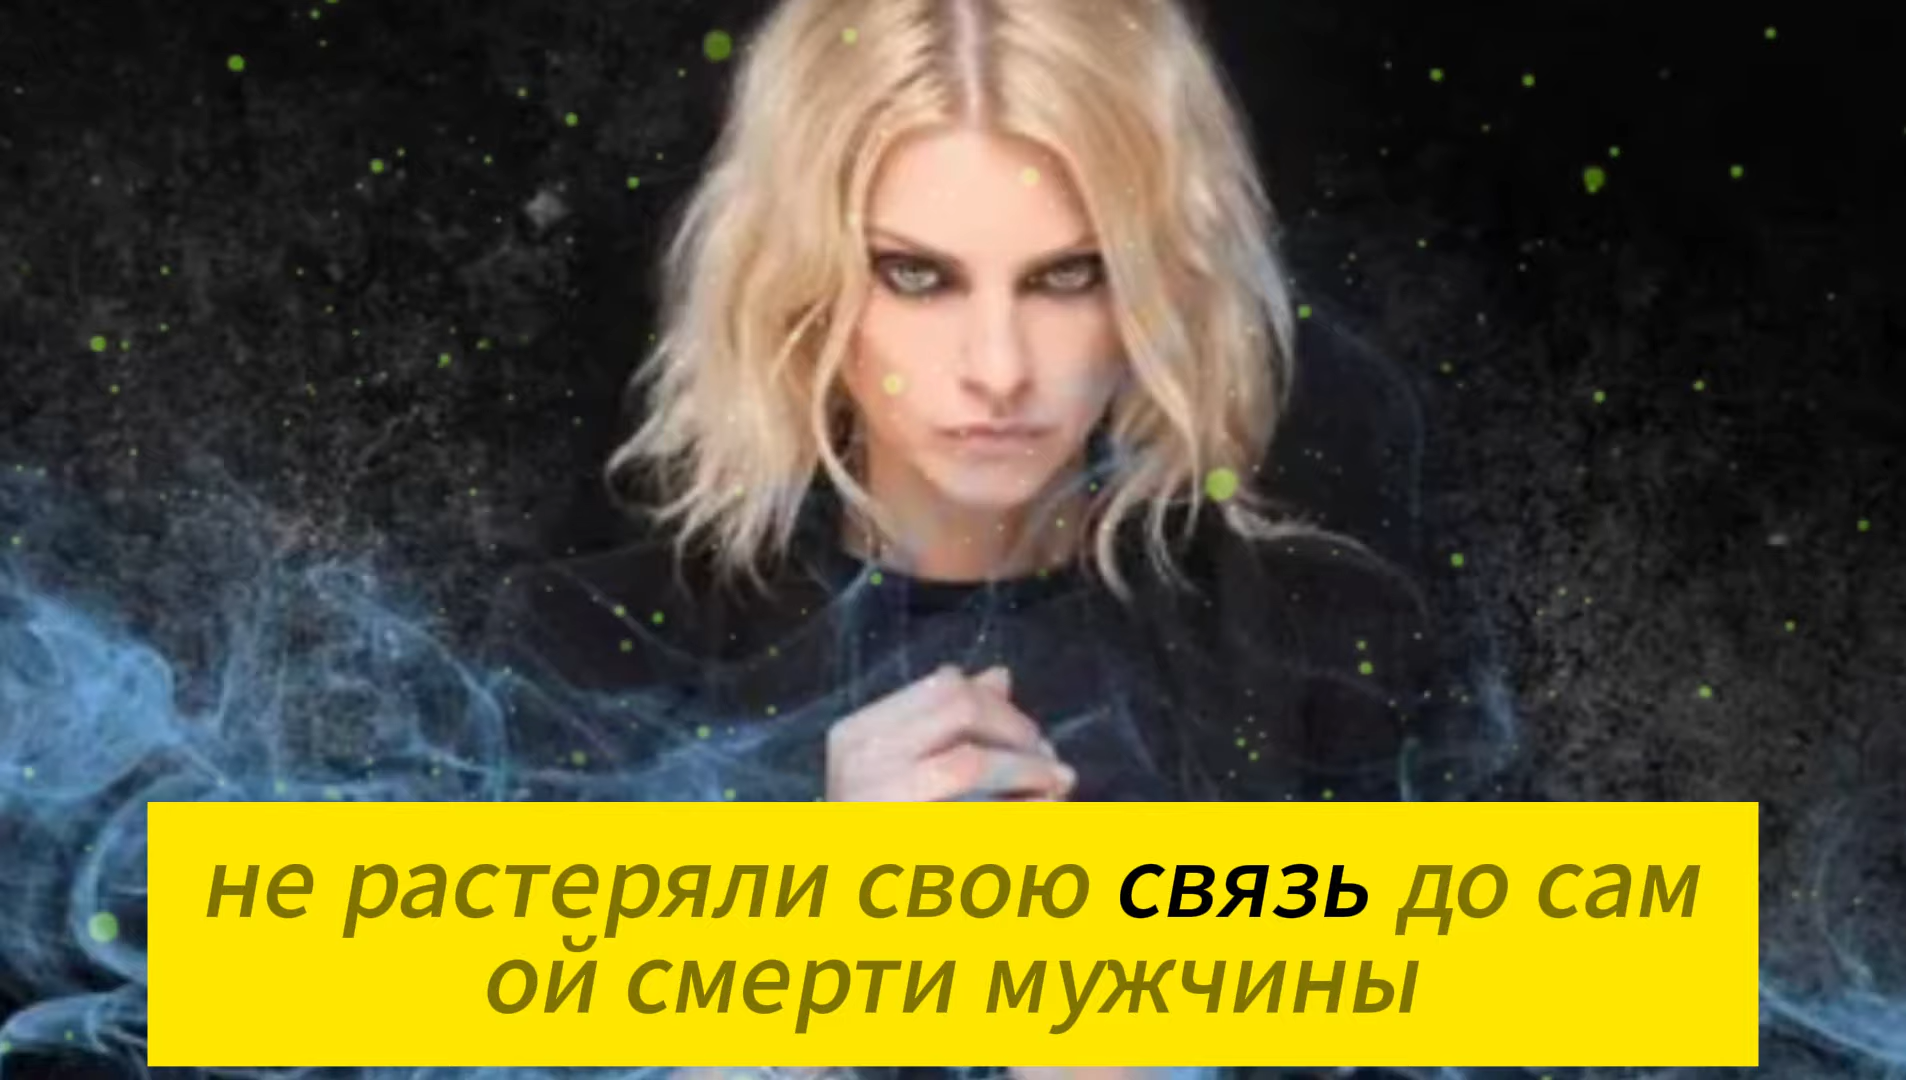 не растеряли свою связь до сам
ой смерти мужчины